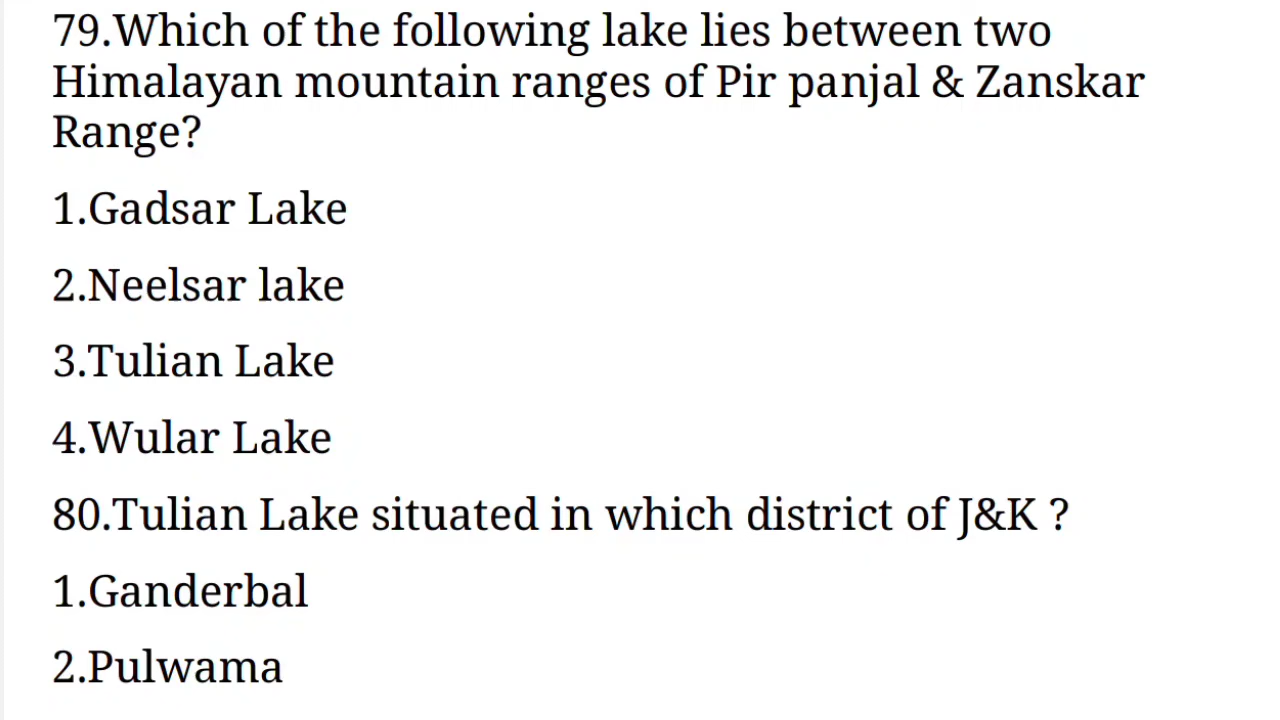 79.Which of the following lake lies between two
Himalayan mountain ranges of Pir panjal & Zanskar
Range?
1.Gadsar Lake
2.Neelsar lake
3.Tulian Lake
4.Wular Lake
80.Tulian Lake situated in which district of J&K ?
1.Ganderbal
2.Pulwama